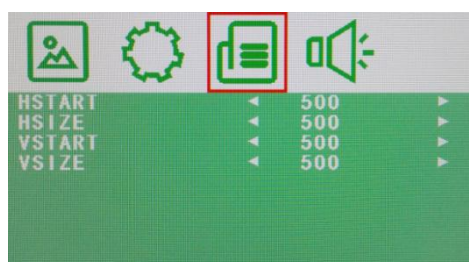 HSTART ◄ 500 ►
HSIZE ◄ 500 ►
VSTART ◄ 500 ►
VSIZE ◄ 500 ►